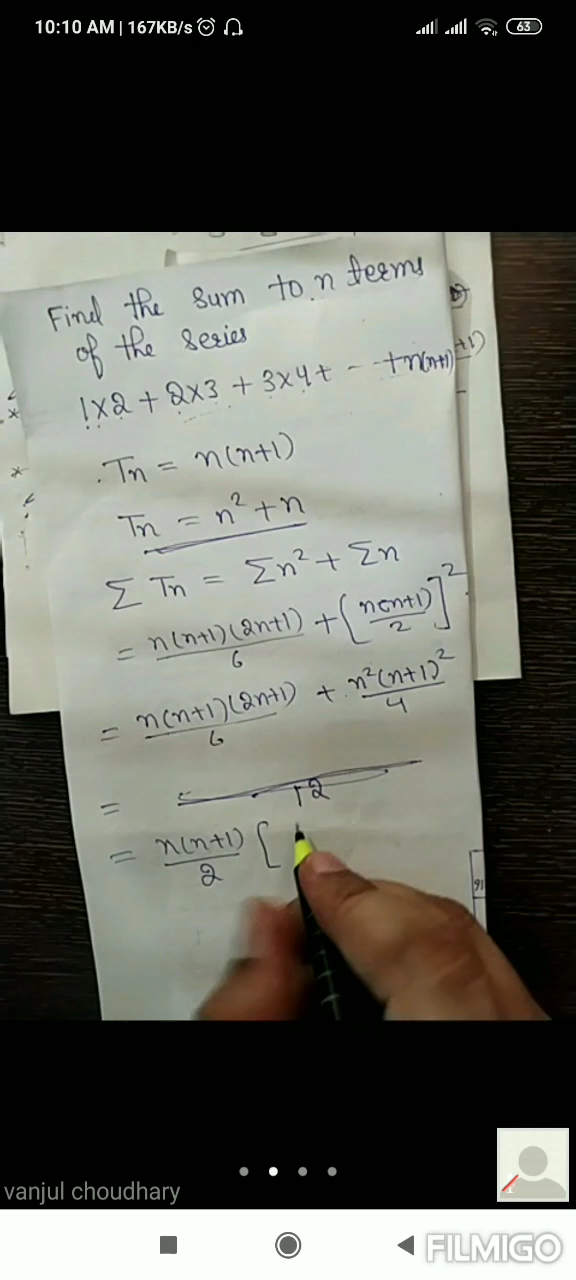 10:10 AM | 167KB/s
63
Find the sum to n terms
of the series
1×2 + 2×3 + 3×4 + - - + n(n+1)
+1)
Tn = n(n+1)
Tn = n² + n
Σ Tn = Σn² + Σn
= n(n+1)(2n+1)/6 + [n(n+1)/2]²
= n(n+1)(2n+1)/6 + n²(n+1)²/4
= 12
= n(n+1)/2 [
16
vanjul choudhary
FILMIGO